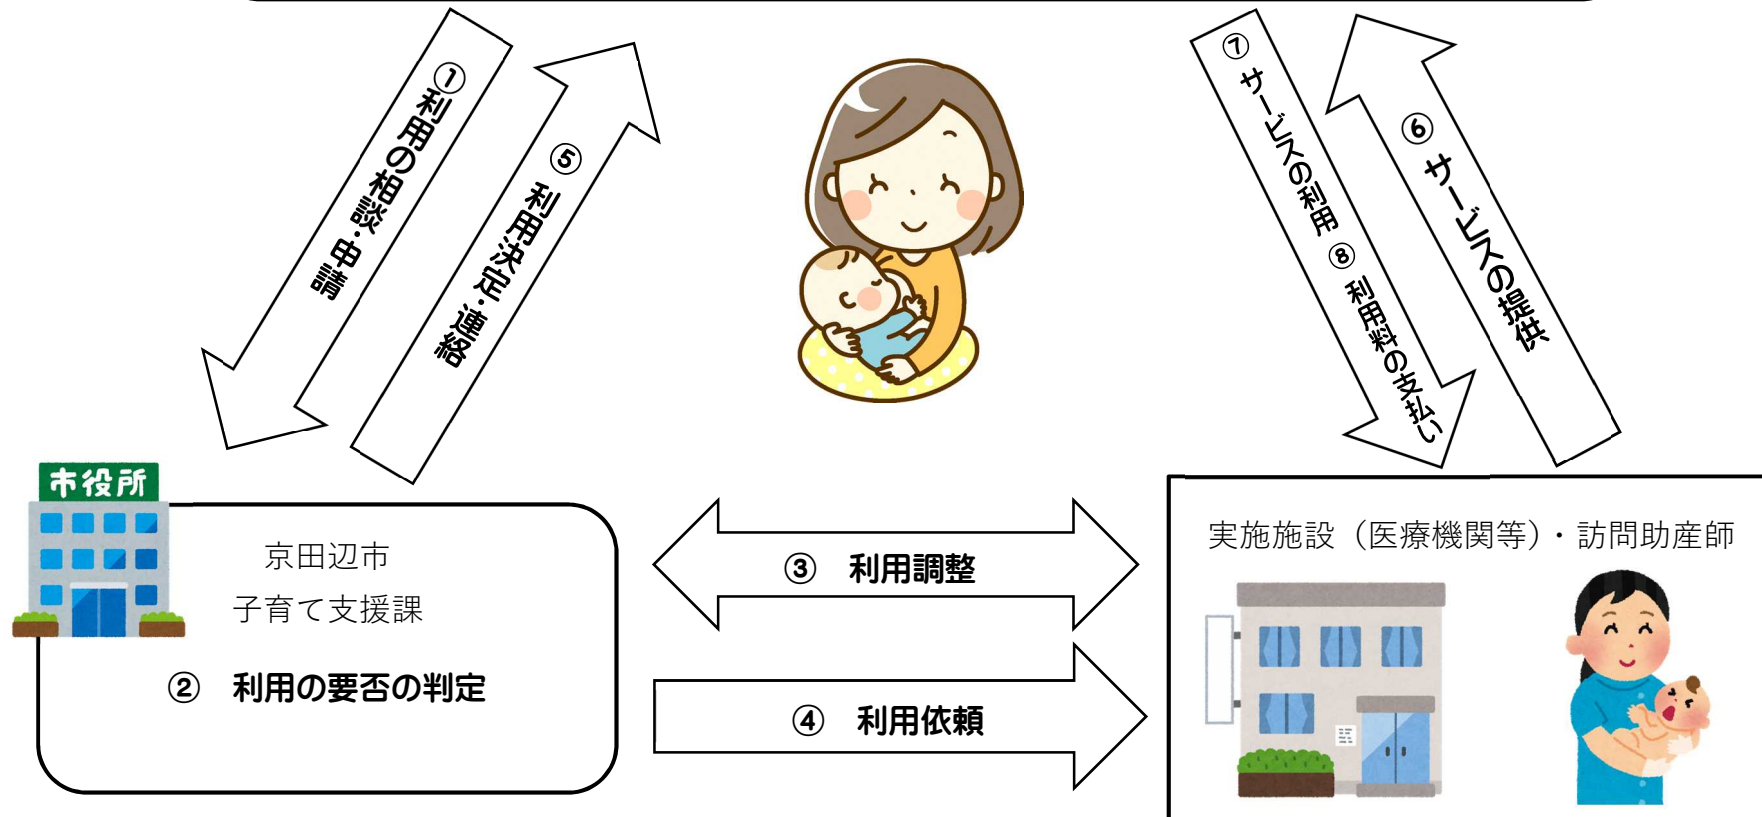 ①利用の相談・申請
⑤ 利用決定・連絡
⑦ サービスの利用 ⑧ 利用料の支払い
⑥ サービスの提供
市役所
京田辺市
子育て支援課
② 利用の要否の判定
③ 利用調整
④ 利用依頼
実施施設（医療機関等）・訪問助産師